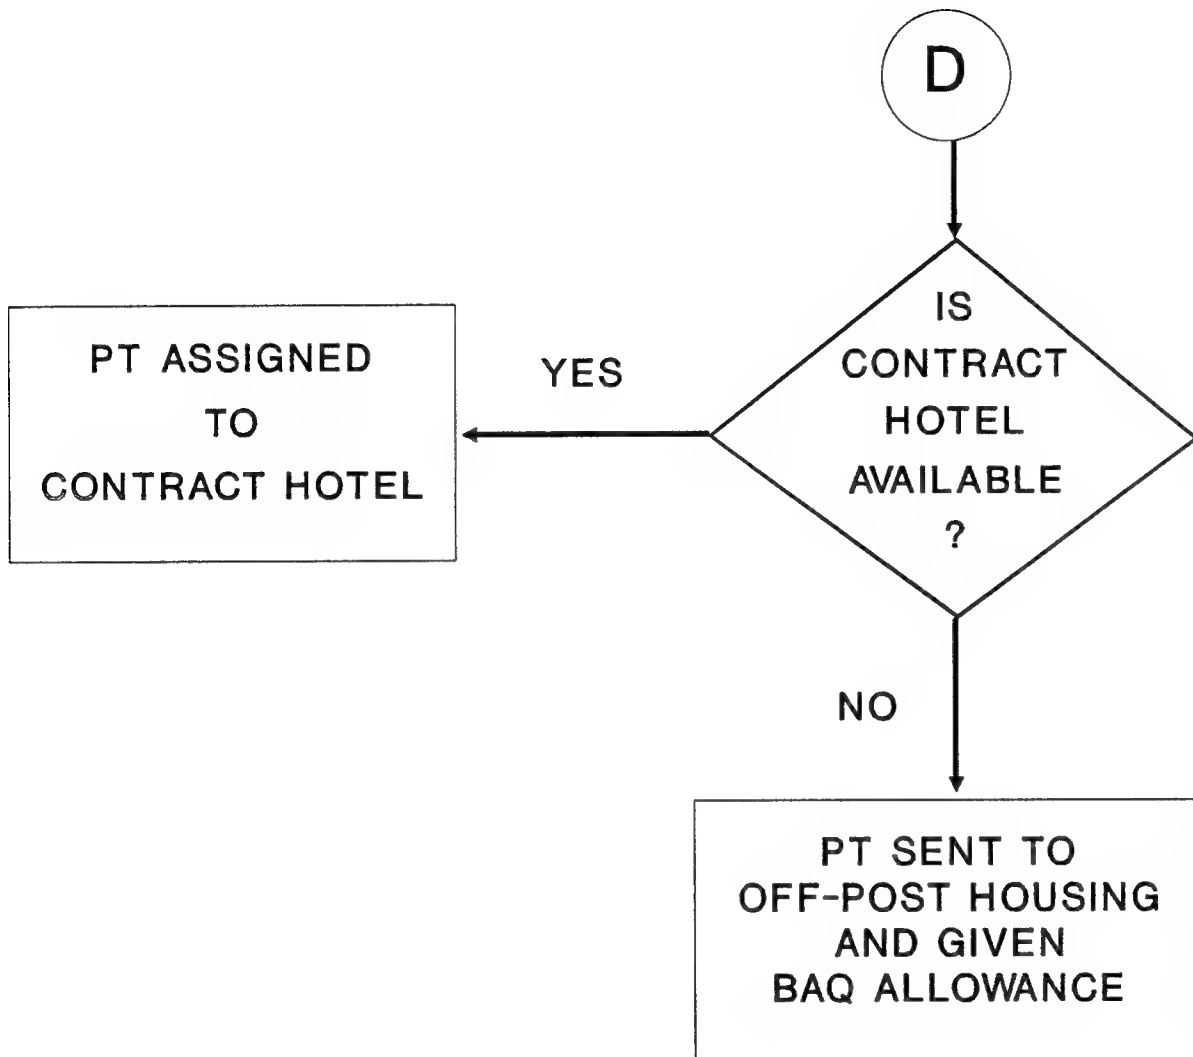 D
IS
CONTRACT
HOTEL
AVAILABLE
?
YES
PT ASSIGNED
TO
CONTRACT HOTEL
NO
PT SENT TO
OFF-POST HOUSING
AND GIVEN
BAQ ALLOWANCE